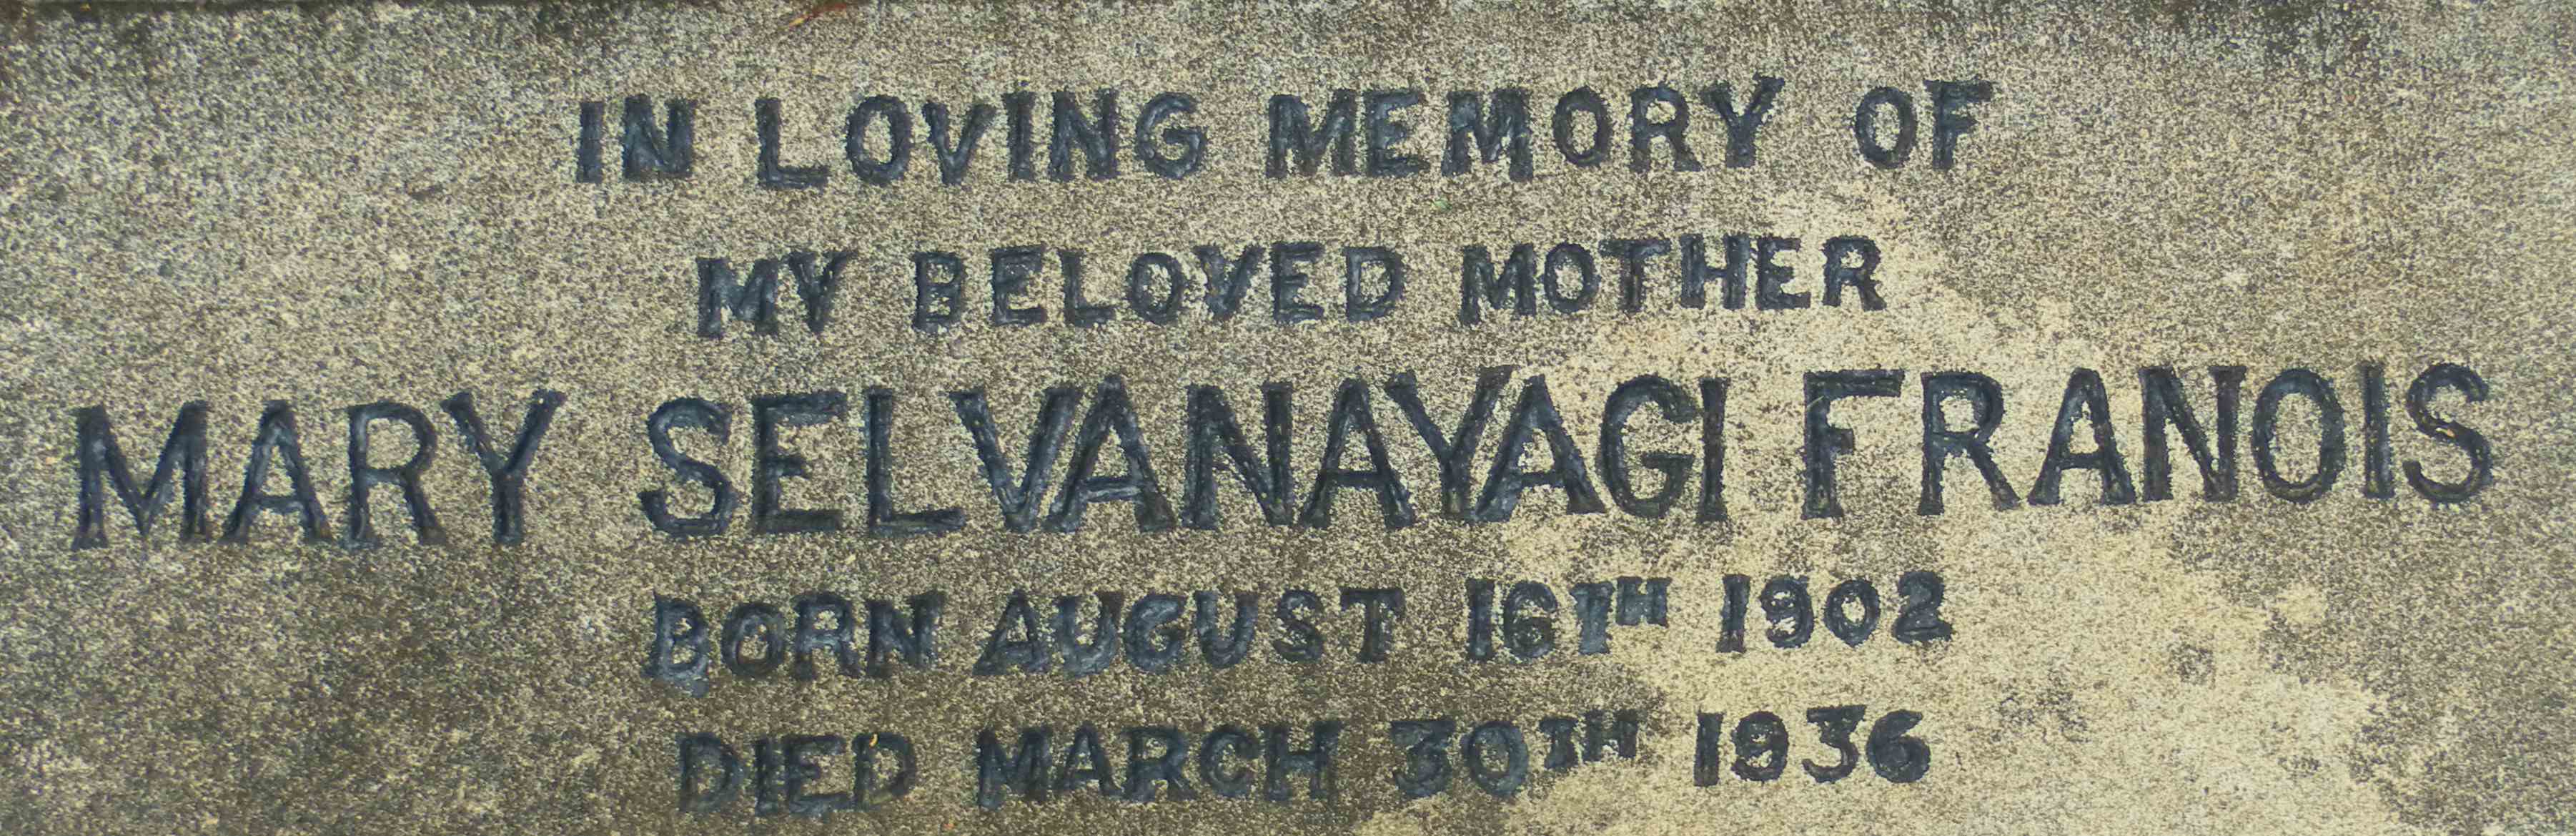 IN LOVING MEMORY OF
MY BELOVED MOTHER
MARY SELVANAYAGI FRANOIS
BORN AUGUST 16TH 1902
DIED MARCH 30TH 1936